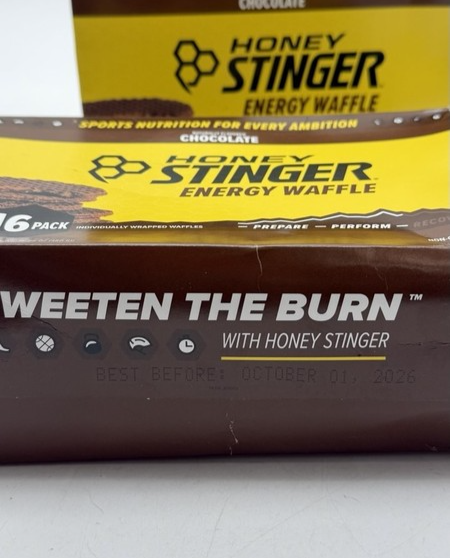 CHOCOLATE
HONEY
STINGER
ENERGY WAFFLE
SPORTS NUTRITION FOR EVERY AMBITION
CHOCOLATE
HONEY
STINGER
ENERGY WAFFLE
16 PACK INDIVIDUALLY WRAPPED WAFFLES
PREPARE — PERFORM — RECO
WEETEN THE BURN™
WITH HONEY STINGER
BEST BEFORE: OCTOBER 01, 2026